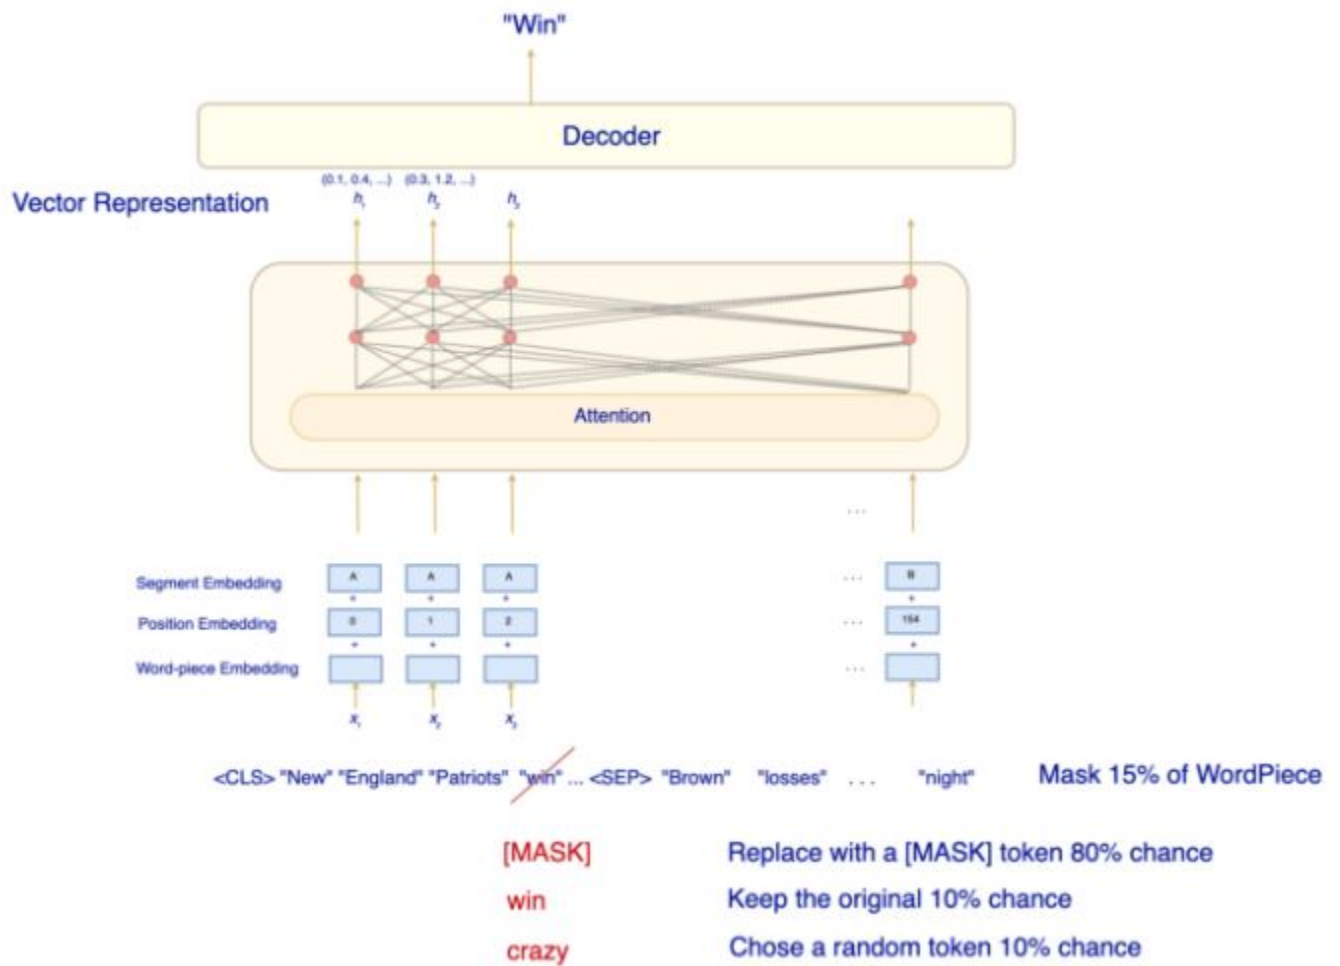 "Win"
Decoder
(0.1, 0.4, ...) (0.3, 1.2, ...)
Vector Representation h₁ h₂ h₃
Attention
...
Segment Embedding A A A ... B
+ + + +
Position Embedding 0 1 2 ... 154
+ + + +
Word-piece Embedding ...
x₁ x₂ x₃
<CLS> "New" "England" "Patriots" "win" ... <SEP> "Brown" "losses" ... "night" Mask 15% of WordPiece
[MASK] Replace with a [MASK] token 80% chance
win Keep the original 10% chance
crazy Chose a random token 10% chance